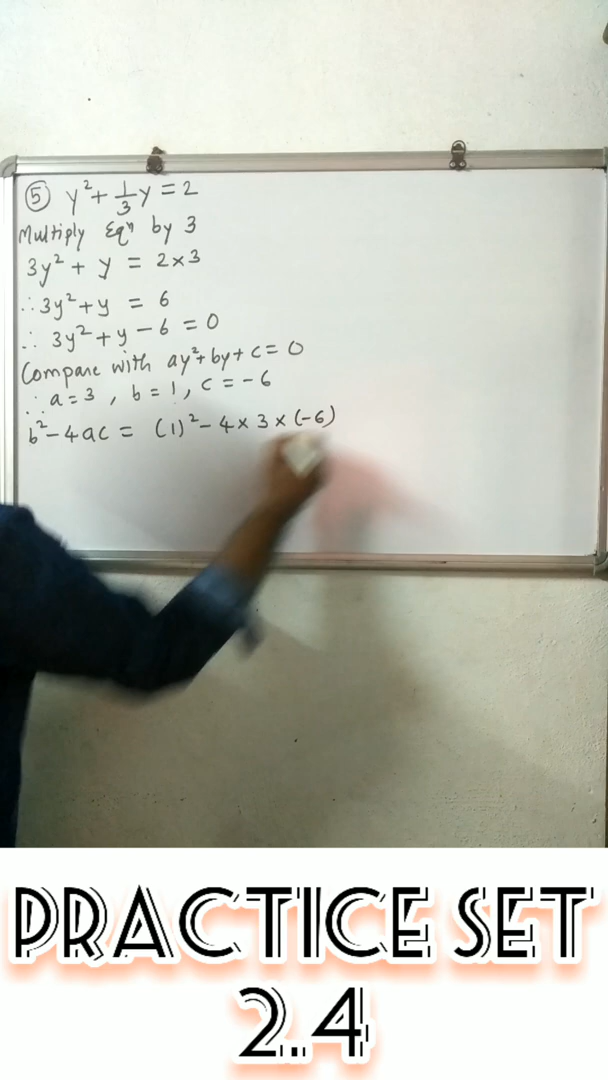 ⑤ y² + 1/3 y = 2
Multiply Eqⁿ by 3
3y² + y = 2×3
∴ 3y² + y = 6
∴ 3y² + y − 6 = 0
Compare with ay² + by + c = 0
∴ a = 3 , b = 1 , c = −6
b² − 4ac = (1)² − 4 × 3 × (−6)
PRACTICE SET
2..4